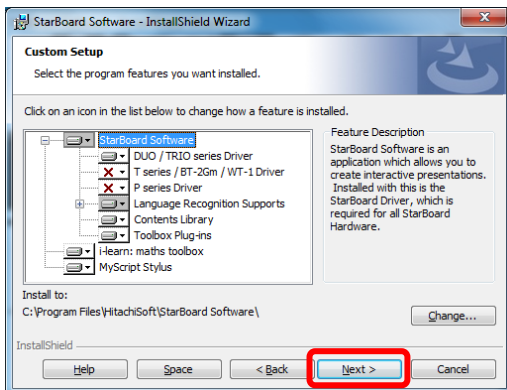 StarBoard Software - InstallShield Wizard
Custom Setup
Select the program features you want installed.
Click on an icon in the list below to change how a feature is installed.
StarBoard Software
DUO / TRIO series Driver
T series / BT-2Gm / WT-1 Driver
P series Driver
Language Recognition Supports
Contents Library
Toolbox Plug-ins
i-learn: maths toolbox
MyScript Stylus
Feature Description
StarBoard Software is an
application which allows you to
create interactive presentations.
Installed with this is the
StarBoard Driver, which is
required for all StarBoard
Hardware.
Install to:
C:\Program Files\HitachiSoft\StarBoard Software\
Change...
InstallShield
Help Space < Back Next > Cancel